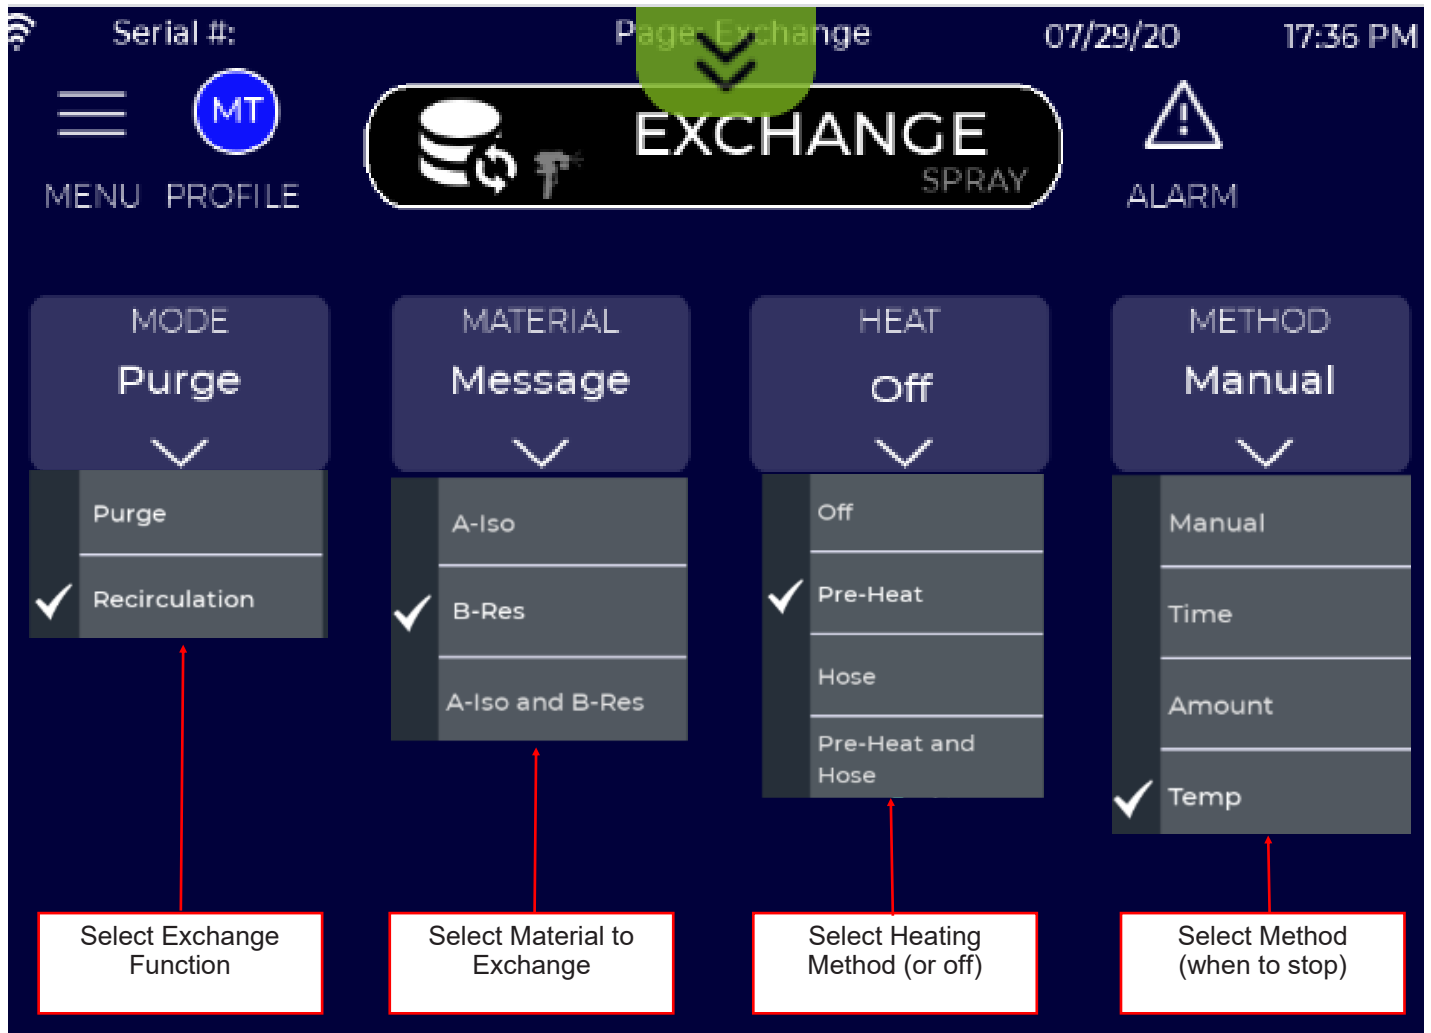 Serial #:
Page: Exchange
07/29/20
17:36 PM
MT
MENU
PROFILE
EXCHANGE
SPRAY
ALARM
MODE
Purge
Purge
Recirculation
Select Exchange
Function
MATERIAL
Message
A-Iso
B-Res
A-Iso and B-Res
Select Material to
Exchange
HEAT
Off
Off
Pre-Heat
Hose
Pre-Heat and
Hose
Select Heating
Method (or off)
METHOD
Manual
Manual
Time
Amount
Temp
Select Method
(when to stop)